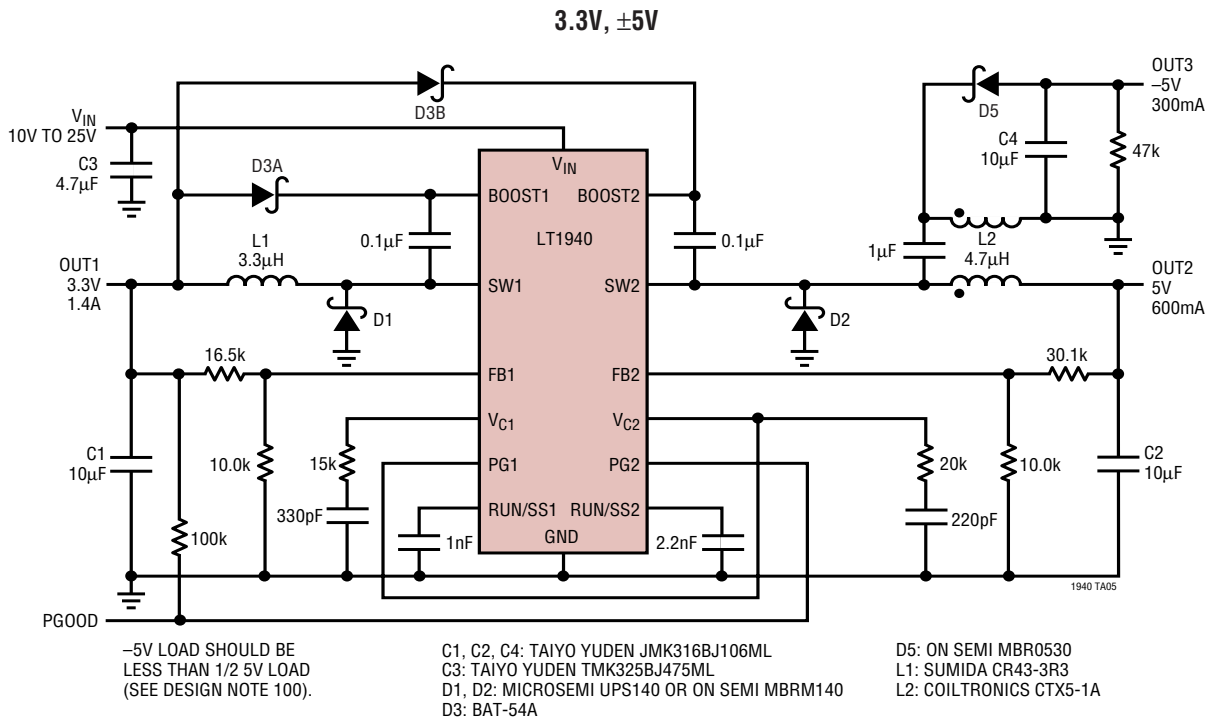 3.3V, ±5V
D3B
OUT3
–5V
300mA
D5
C4
10µF
47k
VIN
10V TO 25V
C3
4.7µF
D3A
VIN
BOOST1
BOOST2
LT1940
0.1µF
0.1µF
L1
3.3µH
1µF
L2
4.7µH
OUT1
3.3V
1.4A
SW1
SW2
OUT2
5V
600mA
D1
D2
16.5k
30.1k
FB1
FB2
VC1
VC2
C1
10µF
10.0k
15k
PG1
PG2
20k
10.0k
C2
10µF
330pF
RUN/SS1
RUN/SS2
220pF
100k
1nF
GND
2.2nF
1940 TA05
PGOOD
–5V LOAD SHOULD BE
LESS THAN 1/2 5V LOAD
(SEE DESIGN NOTE 100).
C1, C2, C4: TAIYO YUDEN JMK316BJ106ML
C3: TAIYO YUDEN TMK325BJ475ML
D1, D2: MICROSEMI UPS140 OR ON SEMI MBRM140
D3: BAT-54A
D5: ON SEMI MBR0530
L1: SUMIDA CR43-3R3
L2: COILTRONICS CTX5-1A